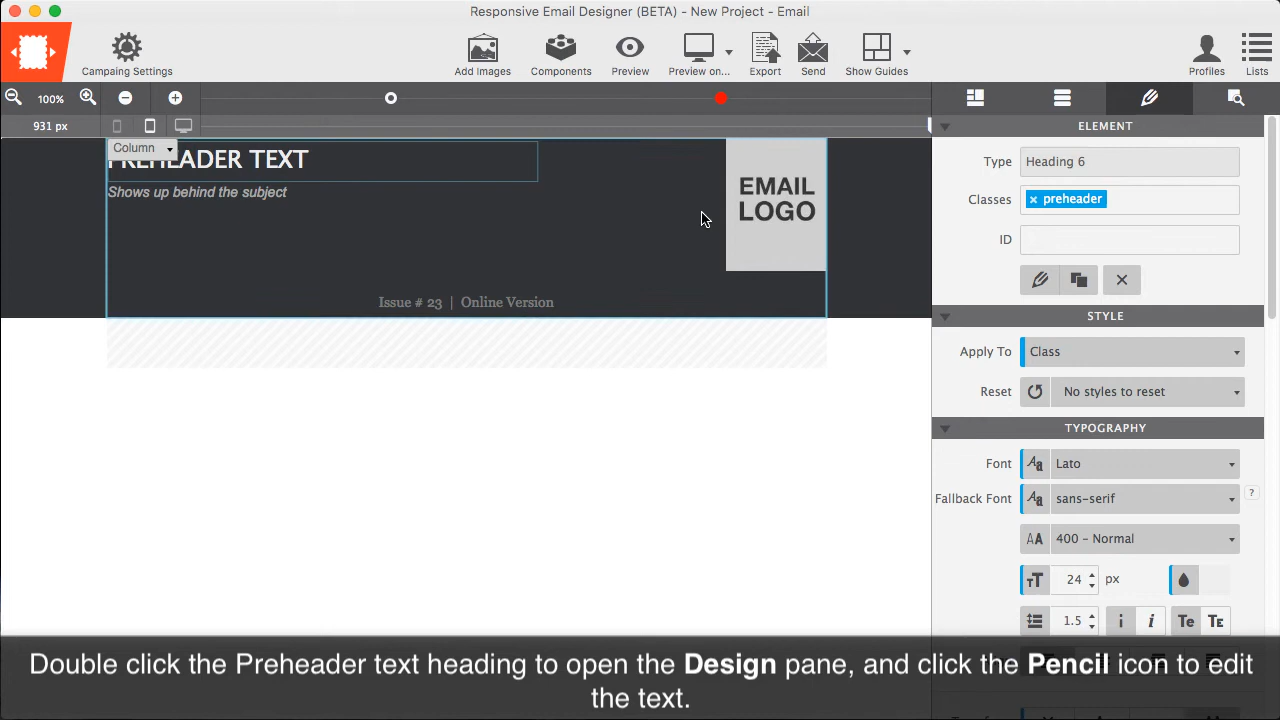 Responsive Email Designer (BETA) - New Project - Email
Campaing Settings
Add Images
Components
Preview
Preview on...
Export
Send
Show Guides
Profiles
Lists
100%
931 px
Column
PREHEADER TEXT
Shows up behind the subject
EMAIL
LOGO
Issue # 23 | Online Version
ELEMENT
Type Heading 6
Classes × preheader
ID
STYLE
Apply To Class
Reset No styles to reset
TYPOGRAPHY
Font Lato
Fallback Font sans-serif ?
400 - Normal
24 px
1.5
Double click the Preheader text heading to open the Design pane, and click the Pencil icon to edit
the text.